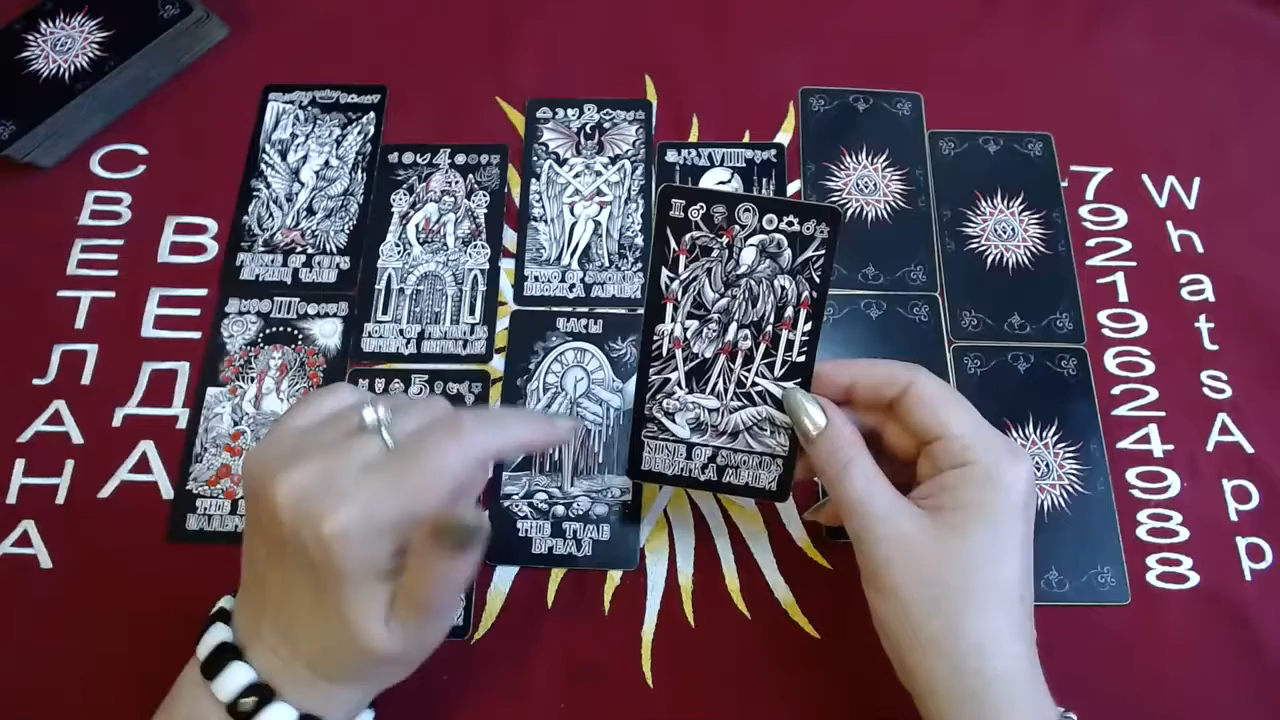 СВЕТЛАНА
ВЕДА
PRINCE OF CUPS
ПРИНЦ ЧАШ
III
4
FOUR OF PENTACLES
ЧЕТВЕРКА ПЕНТАКЛЕЙ
5
2
TWO OF SWORDS
ДВОЙКА МЕЧЕЙ
ЧАСЫ
THE TIME
ВРЕМЯ
XVIII
9
NINE OF SWORDS
ДЕВЯТКА МЕЧЕЙ
79219624988
WhatsApp